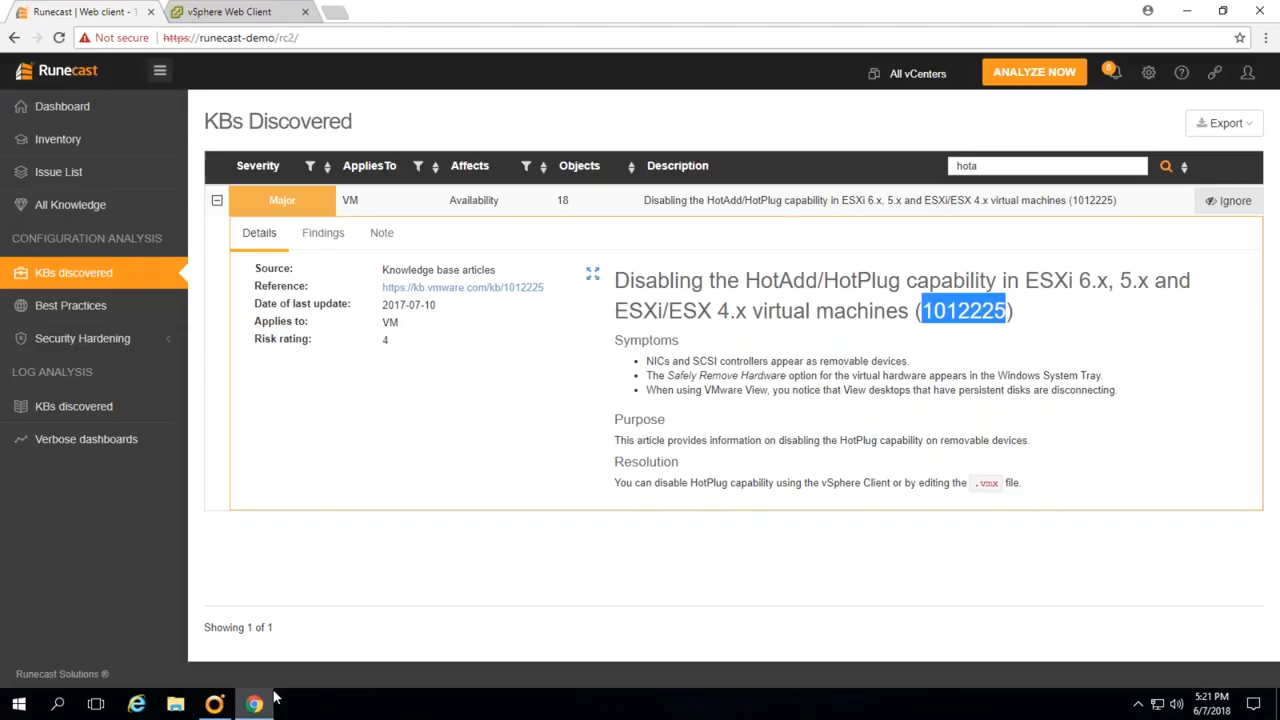 Runecast | Web client - 1
vSphere Web Client
Not secure
https://runecast-demo/rc2/
Runecast
All vCenters
ANALYZE NOW
Dashboard
Inventory
Issue List
All Knowledge
CONFIGURATION ANALYSIS
KBs discovered
Best Practices
Security Hardening
LOG ANALYSIS
KBs discovered
Verbose dashboards
Runecast Solutions ®
KBs Discovered
Export
Severity AppliesTo Affects Objects Description hota
Major VM Availability 18 Disabling the HotAdd/HotPlug capability in ESXi 6.x, 5.x and ESXi/ESX 4.x virtual machines (1012225) Ignore
Details Findings Note
Source: Knowledge base articles
Reference: https://kb.vmware.com/kb/1012225
Date of last update: 2017-07-10
Applies to: VM
Risk rating: 4
Disabling the HotAdd/HotPlug capability in ESXi 6.x, 5.x and
ESXi/ESX 4.x virtual machines (1012225)
Symptoms
• NICs and SCSI controllers appear as removable devices.
• The Safely Remove Hardware option for the virtual hardware appears in the Windows System Tray.
• When using VMware View, you notice that View desktops that have persistent disks are disconnecting.
Purpose
This article provides information on disabling the HotPlug capability on removable devices.
Resolution
You can disable HotPlug capability using the vSphere Client or by editing the .vmx file.
Showing 1 of 1
5:21 PM
6/7/2018